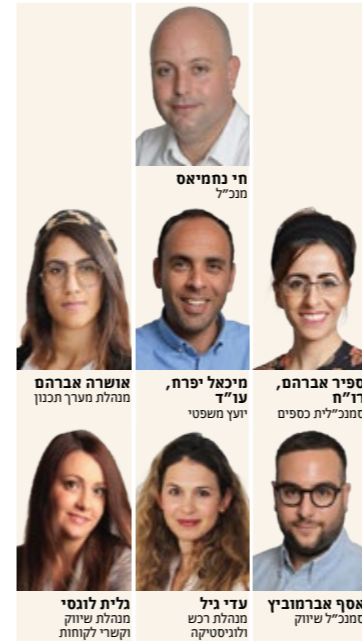 חי נחמיאס
מנכ״ל
ספיר אברהם,
רו״ח
סמנכ״לית כספים
מיכאל יפרח,
עו״ד
יועץ משפטי
אושרה אברהם
מנהלת מערך תכנון
אסף אברמוביץ
סמנכ״ל שיווק
עדי גיל
מנהלת רכש
ולוגיסטיקה
גלית לוגסי
מנהלת שיווק
וקשרי לקוחות